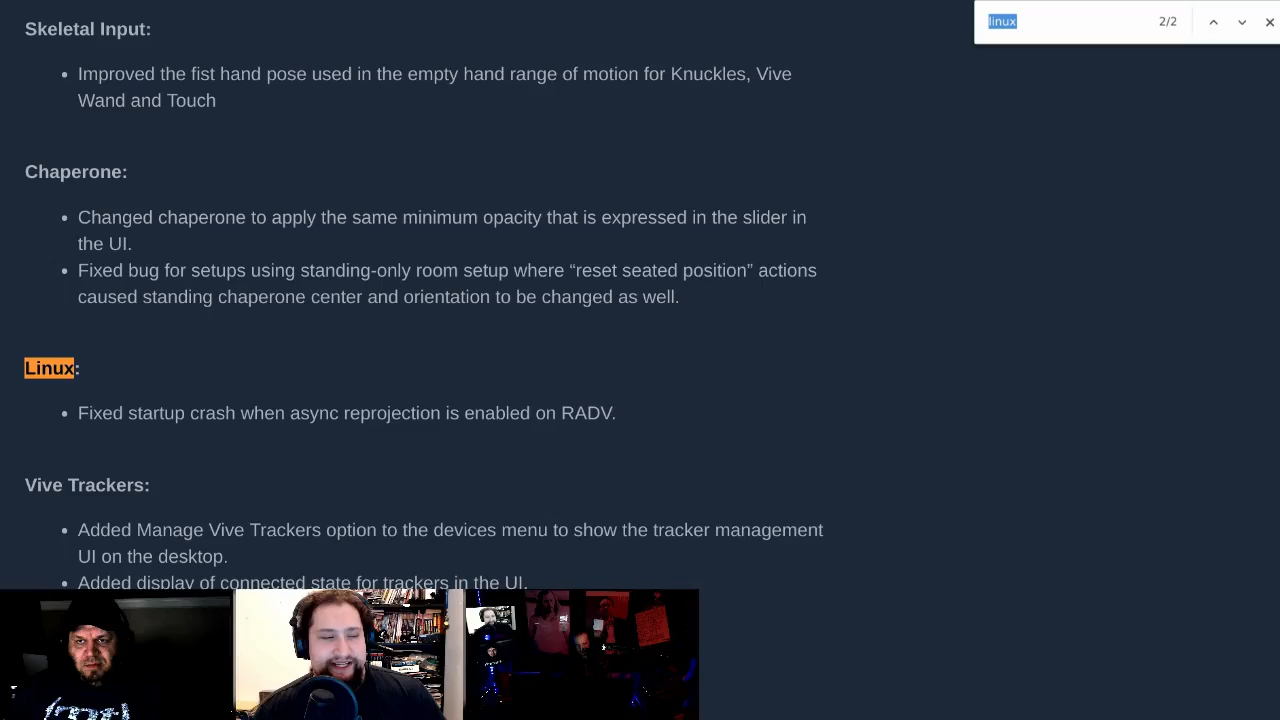 Skeletal Input:
linux
2/2
• Improved the fist hand pose used in the empty hand range of motion for Knuckles, Vive
Wand and Touch
Chaperone:
• Changed chaperone to apply the same minimum opacity that is expressed in the slider in
the UI.
• Fixed bug for setups using standing-only room setup where “reset seated position” actions
caused standing chaperone center and orientation to be changed as well.
Linux:
• Fixed startup crash when async reprojection is enabled on RADV.
Vive Trackers:
• Added Manage Vive Trackers option to the devices menu to show the tracker management
UI on the desktop.
• Added display of connected state for trackers in the UI.